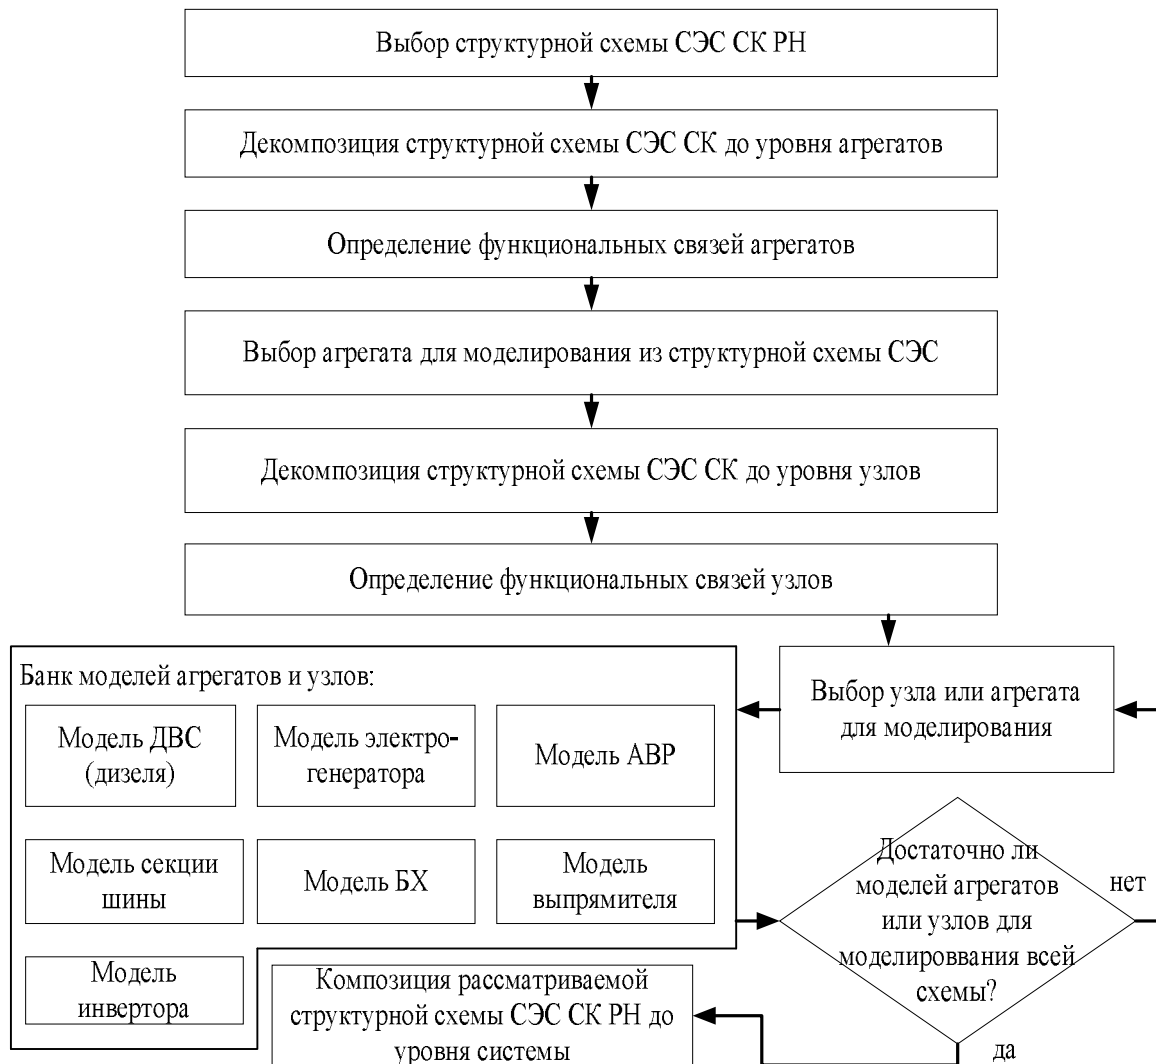 Выбор структурной схемы СЭС СК РН
Декомпозиция структурной схемы СЭС СК до уровня агрегатов
Определение функциональных связей агрегатов
Выбор агрегата для моделирования из структурной схемы СЭС
Декомпозиция структурной схемы СЭС СК до уровня узлов
Определение функциональных связей узлов
Выбор узла или агрегата
для моделирования
Банк моделей агрегатов и узлов:
Модель ДВС
(дизеля)
Модель электро-
генератора
Модель АВР
Модель секции
шины
Модель БХ
Модель
выпрямителя
Модель
инвертора
Достаточно ли
моделей агрегатов
или узлов для
моделироввания всей
схемы?
нет
да
Композиция рассматриваемой
структурной схемы СЭС СК РН до
уровня системы